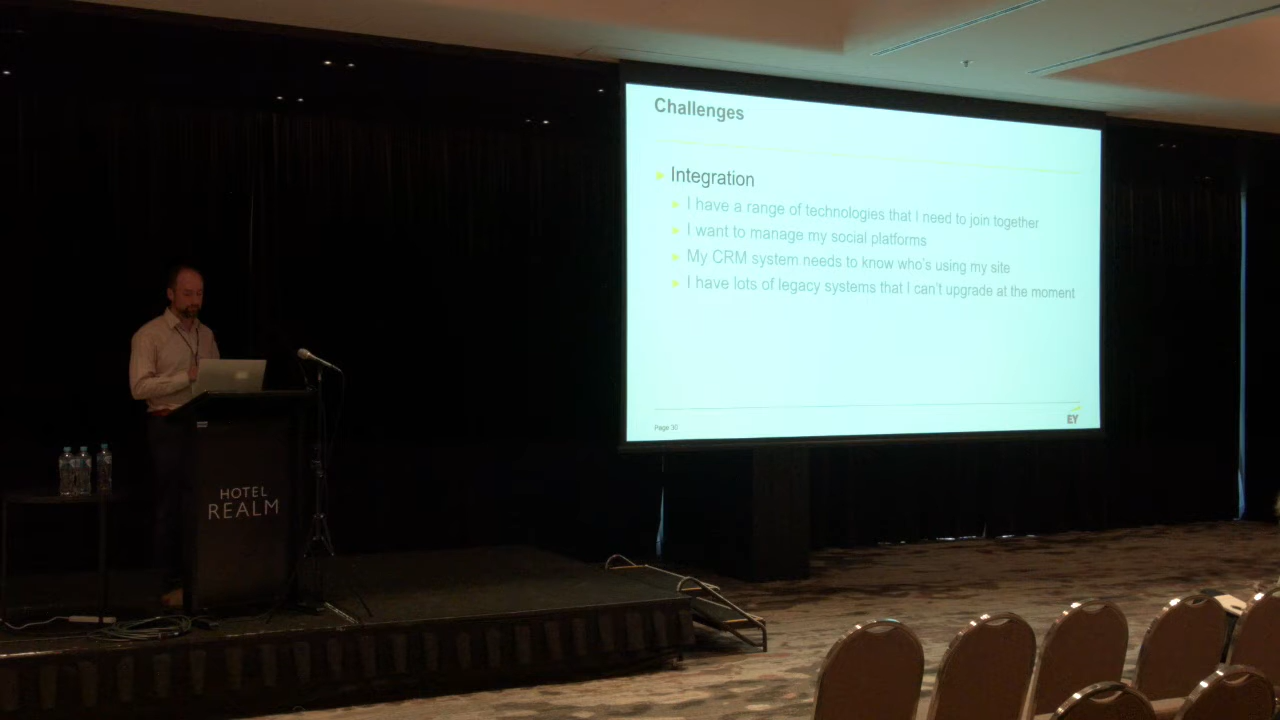 Challenges
Integration
I have a range of technologies that I need to join together
I want to manage my social platforms
My CRM system needs to know who's using my site
I have lots of legacy systems that I can't upgrade at the moment
Page 30
EY
HOTEL
REALM